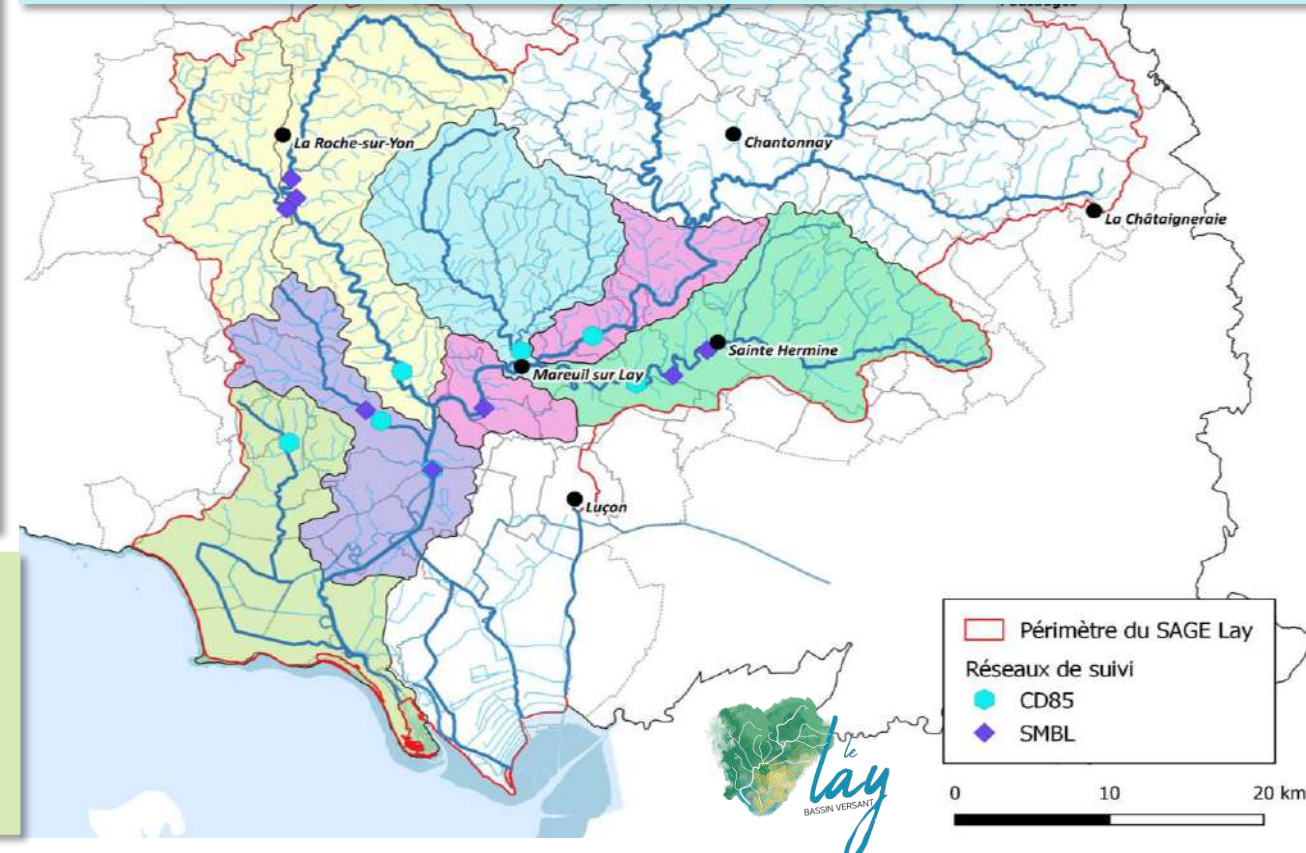 La Roche-sur-Yon
Chantonnay
La Châtaigneraie
Sainte Hermine
Mareuil sur Lay
Luçon
Périmètre du SAGE Lay
Réseaux de suivi
CD85
SMBL
le
lay
BASSIN VERSANT
0 10 20 km